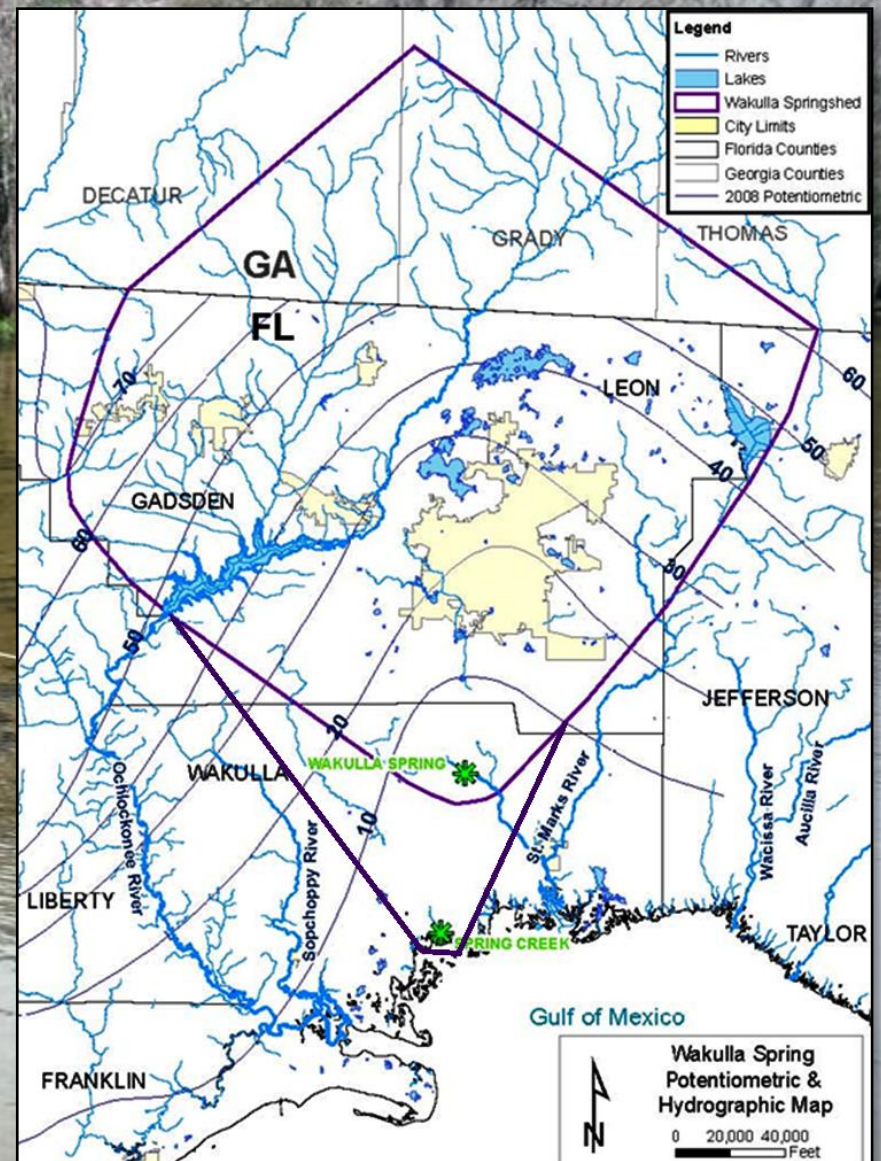 Legend
Rivers
Lakes
Wakulla Springshed
City Limits
Florida Counties
Georgia Counties
2008 Potentiometric
DECATUR
GRADY
THOMAS
GA
FL
70
LEON
60
50
40
GADSDEN
60
30
50
JEFFERSON
20
WAKULLA SPRING
WAKULLA
10
Ochlockonee River
Sopchoppy River
St. Marks River
Wacissa River
Aucilla River
LIBERTY
SPRING CREEK
TAYLOR
Gulf of Mexico
FRANKLIN
Wakulla Spring
Potentiometric &
Hydrographic Map
N
0 20,000 40,000
Feet